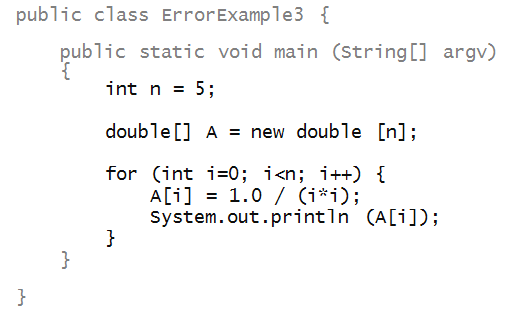 public class ErrorExample3 {
public static void main (String[] argv)
{
int n = 5;
double[] A = new double [n];
for (int i=0; i<n; i++) {
A[i] = 1.0 / (i*i);
System.out.println (A[i]);
}
}
}